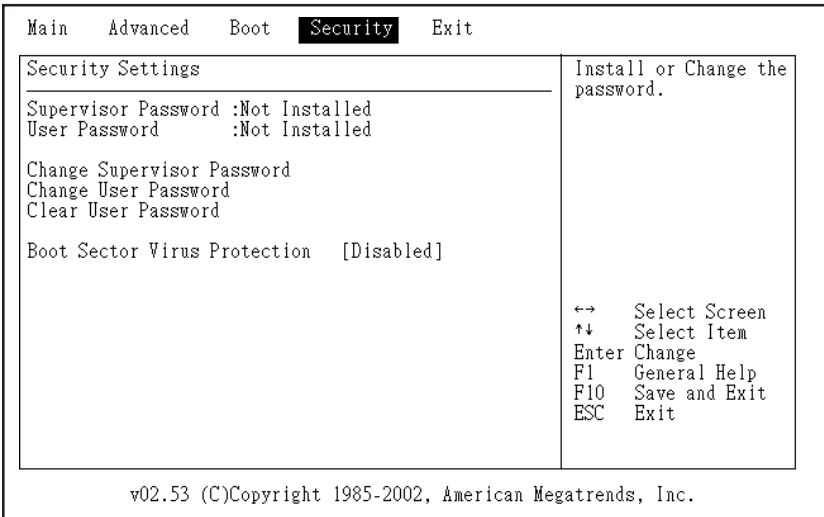 Main Advanced Boot Security Exit
Security Settings
Supervisor Password :Not Installed
User Password :Not Installed
Change Supervisor Password
Change User Password
Clear User Password
Boot Sector Virus Protection [Disabled]
Install or Change the
password.
←→ Select Screen
↑↓ Select Item
Enter Change
F1 General Help
F10 Save and Exit
ESC Exit
v02.53 (C)Copyright 1985-2002, American Megatrends, Inc.